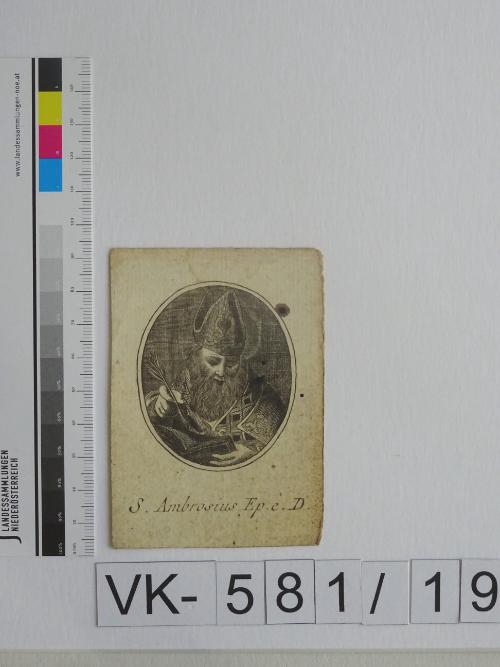 www.landessammlungen-noe.at
LANDESSAMMLUNGEN
NIEDERÖSTERREICH
S. Ambrosius. Ep. e. D.
VK-581/19